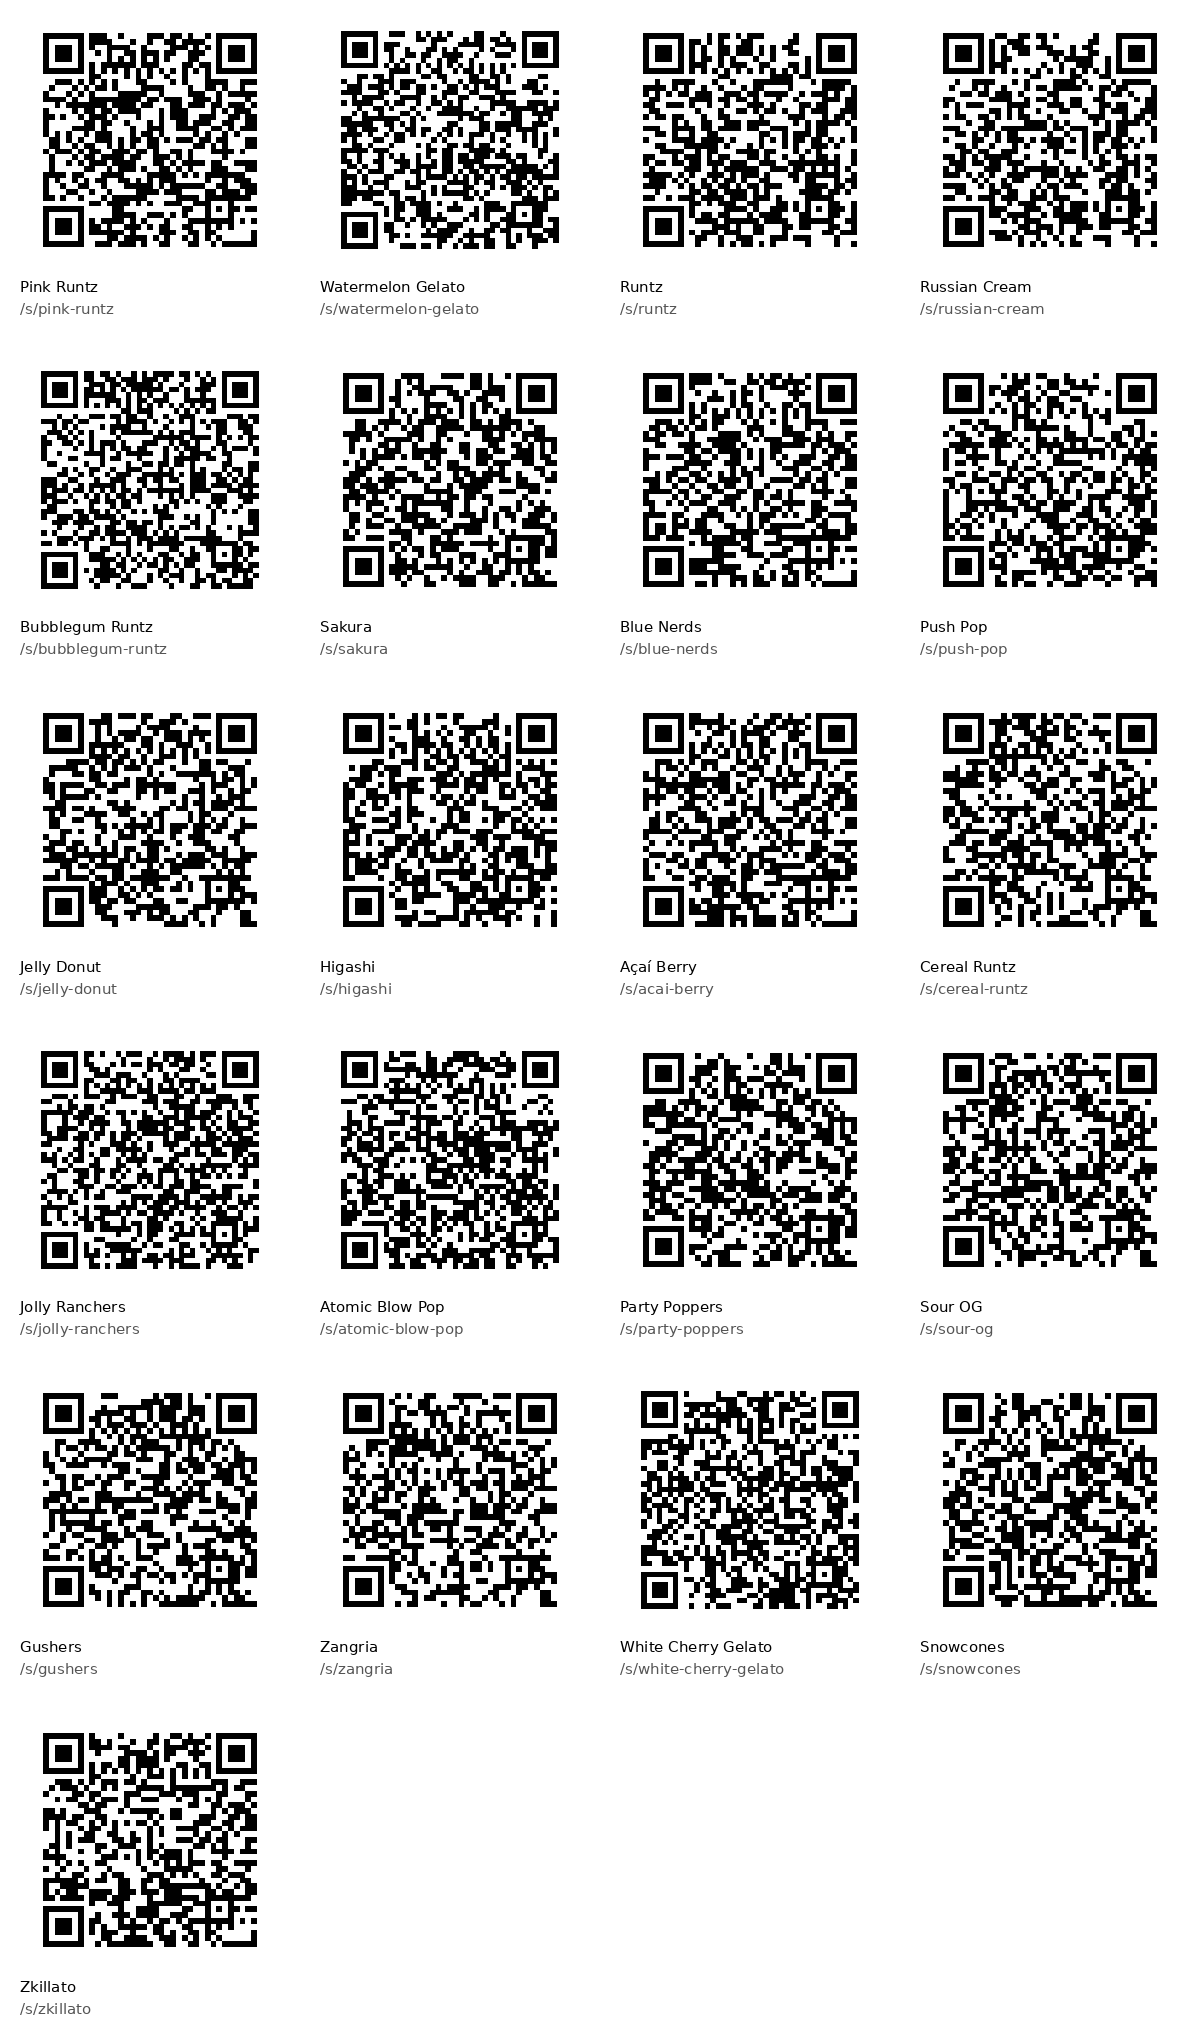 Pink Runtz
/s/pink-runtz
Watermelon Gelato
/s/watermelon-gelato
Runtz
/s/runtz
Russian Cream
/s/russian-cream
Bubblegum Runtz
/s/bubblegum-runtz
Sakura
/s/sakura
Blue Nerds
/s/blue-nerds
Push Pop
/s/push-pop
Jelly Donut
/s/jelly-donut
Higashi
/s/higashi
Açaí Berry
/s/acai-berry
Cereal Runtz
/s/cereal-runtz
Jolly Ranchers
/s/jolly-ranchers
Atomic Blow Pop
/s/atomic-blow-pop
Party Poppers
/s/party-poppers
Sour OG
/s/sour-og
Gushers
/s/gushers
Zangria
/s/zangria
White Cherry Gelato
/s/white-cherry-gelato
Snowcones
/s/snowcones
Zkillato
/s/zkillato